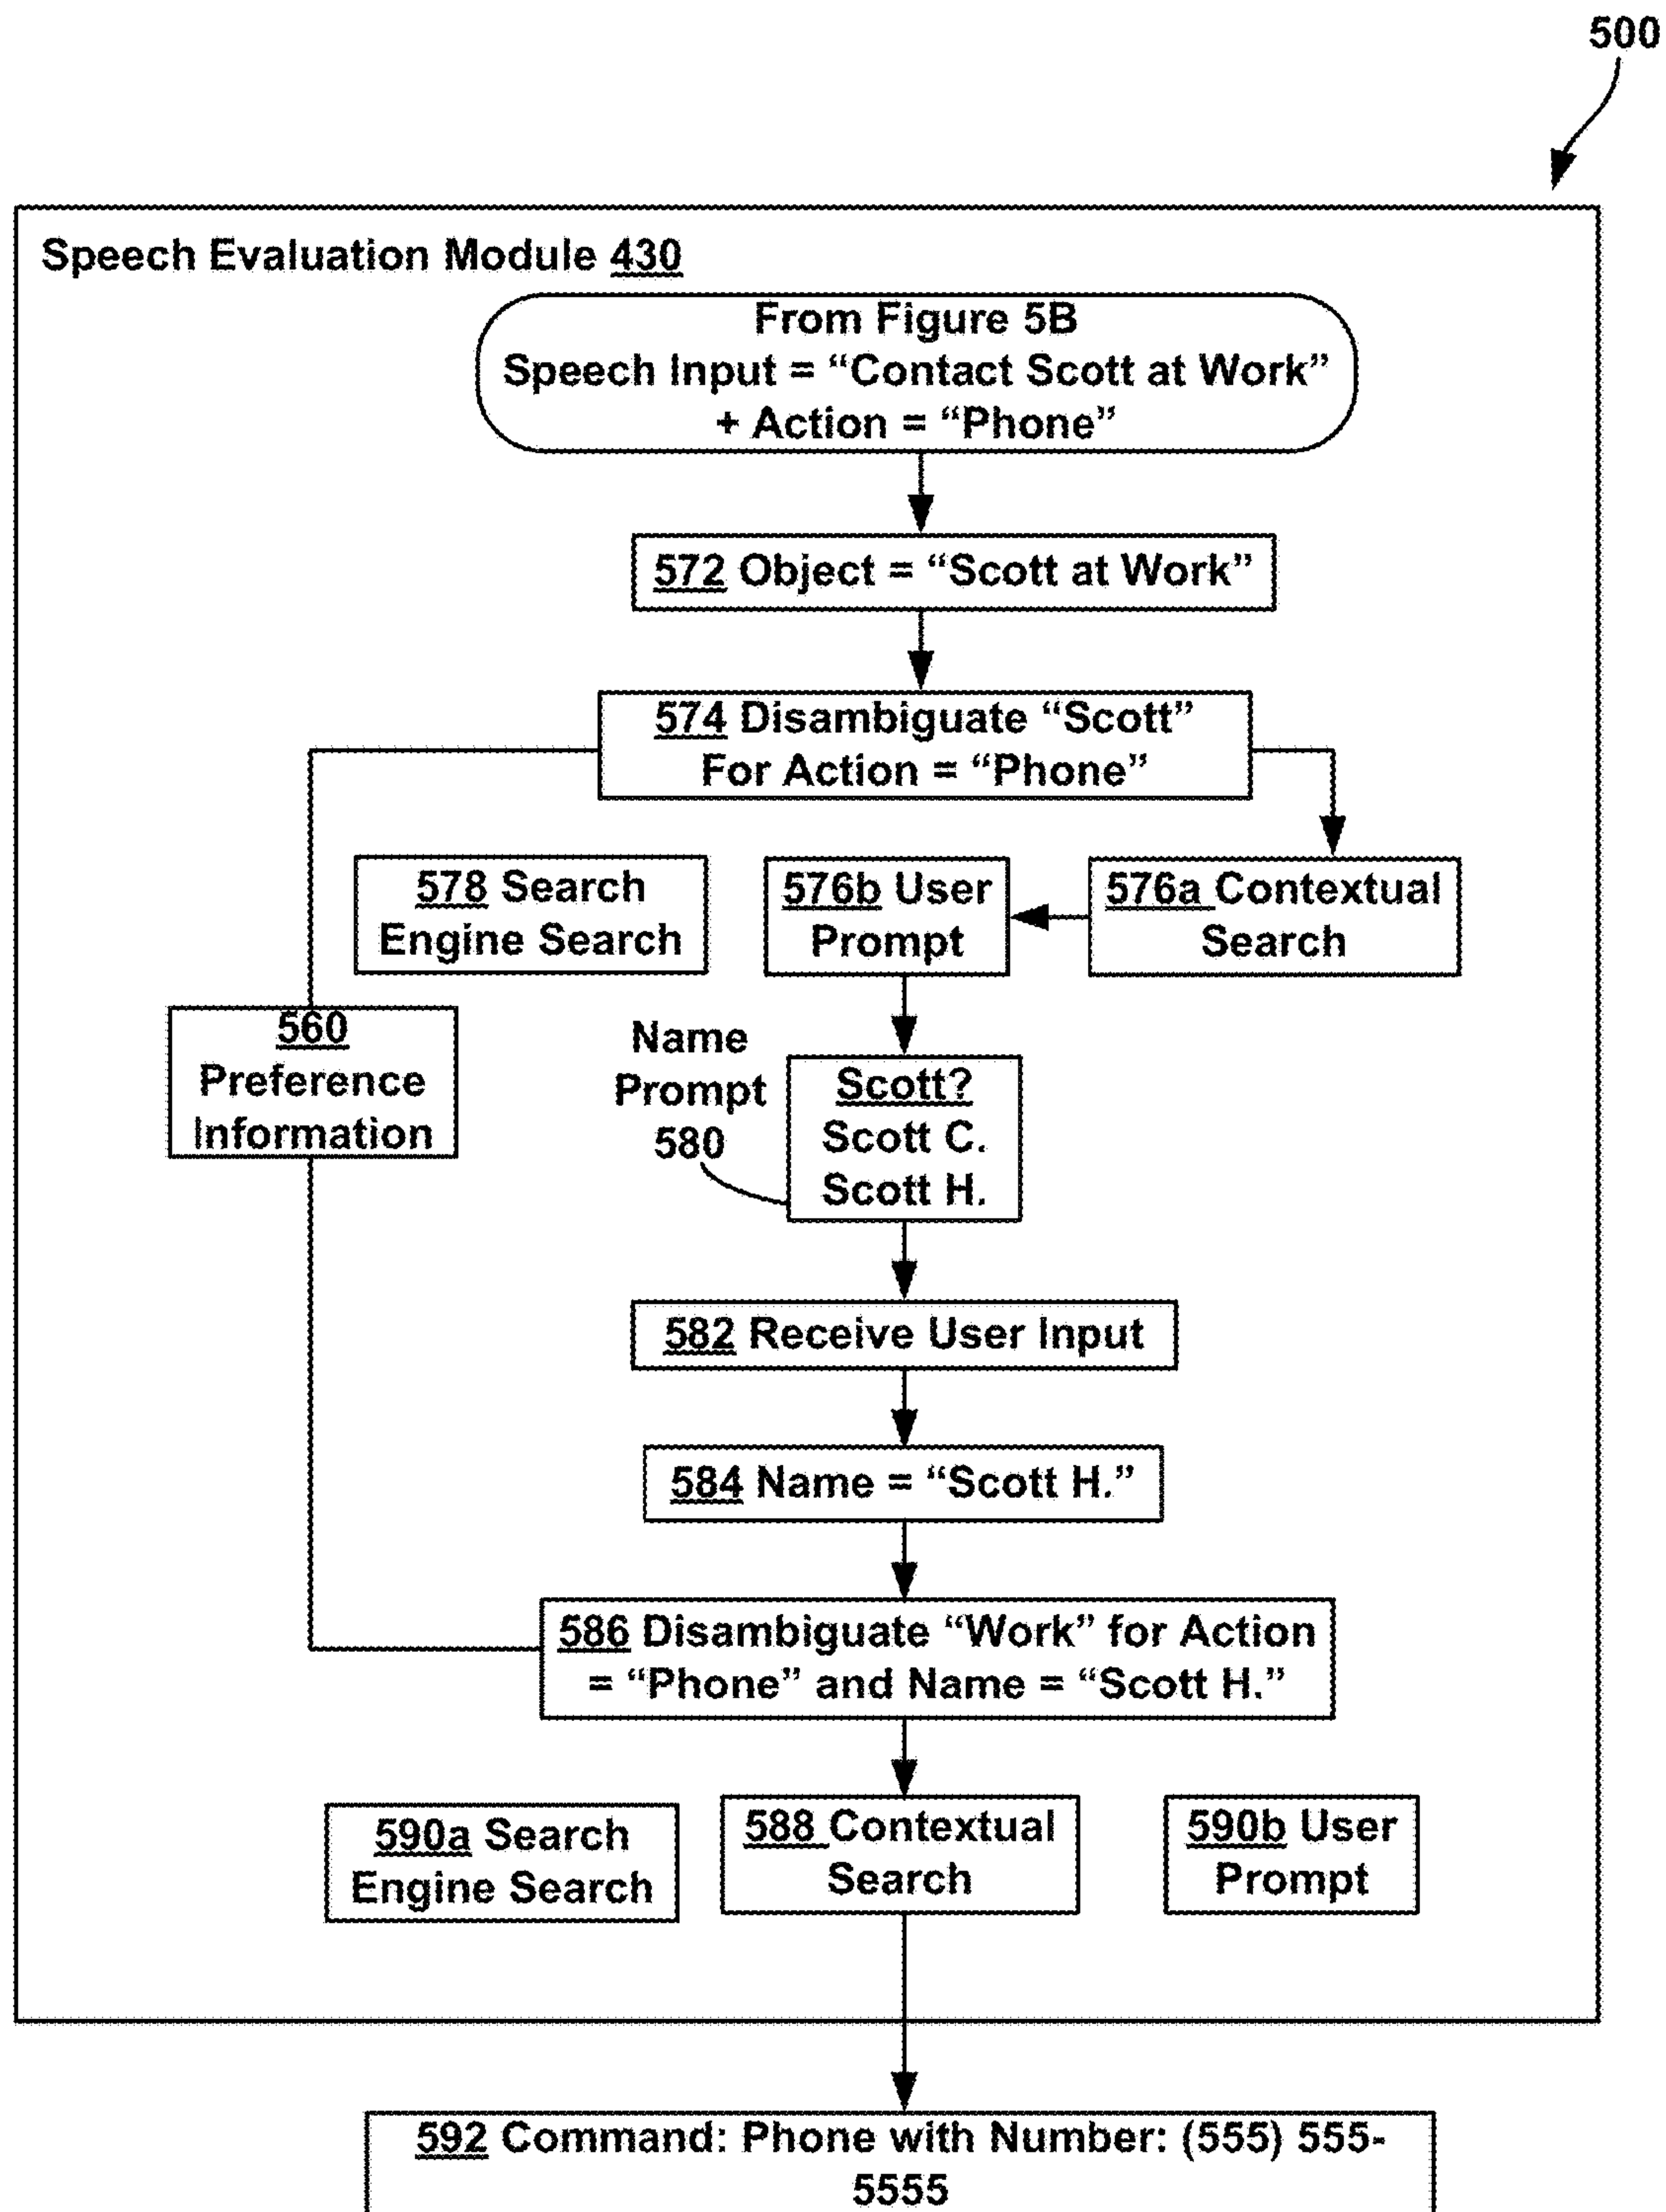 500
Speech Evaluation Module 430
From Figure 5B
Speech Input = “Contact Scott at Work”
+ Action = “Phone”
572 Object = “Scott at Work”
574 Disambiguate “Scott”
For Action = “Phone”
578 Search
Engine Search
576b User
Prompt
576a Contextual
Search
560
Preference
Information
Name
Prompt
580
Scott?
Scott C.
Scott H.
582 Receive User Input
584 Name = “Scott H.”
586 Disambiguate “Work” for Action
= “Phone” and Name = “Scott H.”
590a Search
Engine Search
588 Contextual
Search
590b User
Prompt
592 Command: Phone with Number: (555) 555-
5555